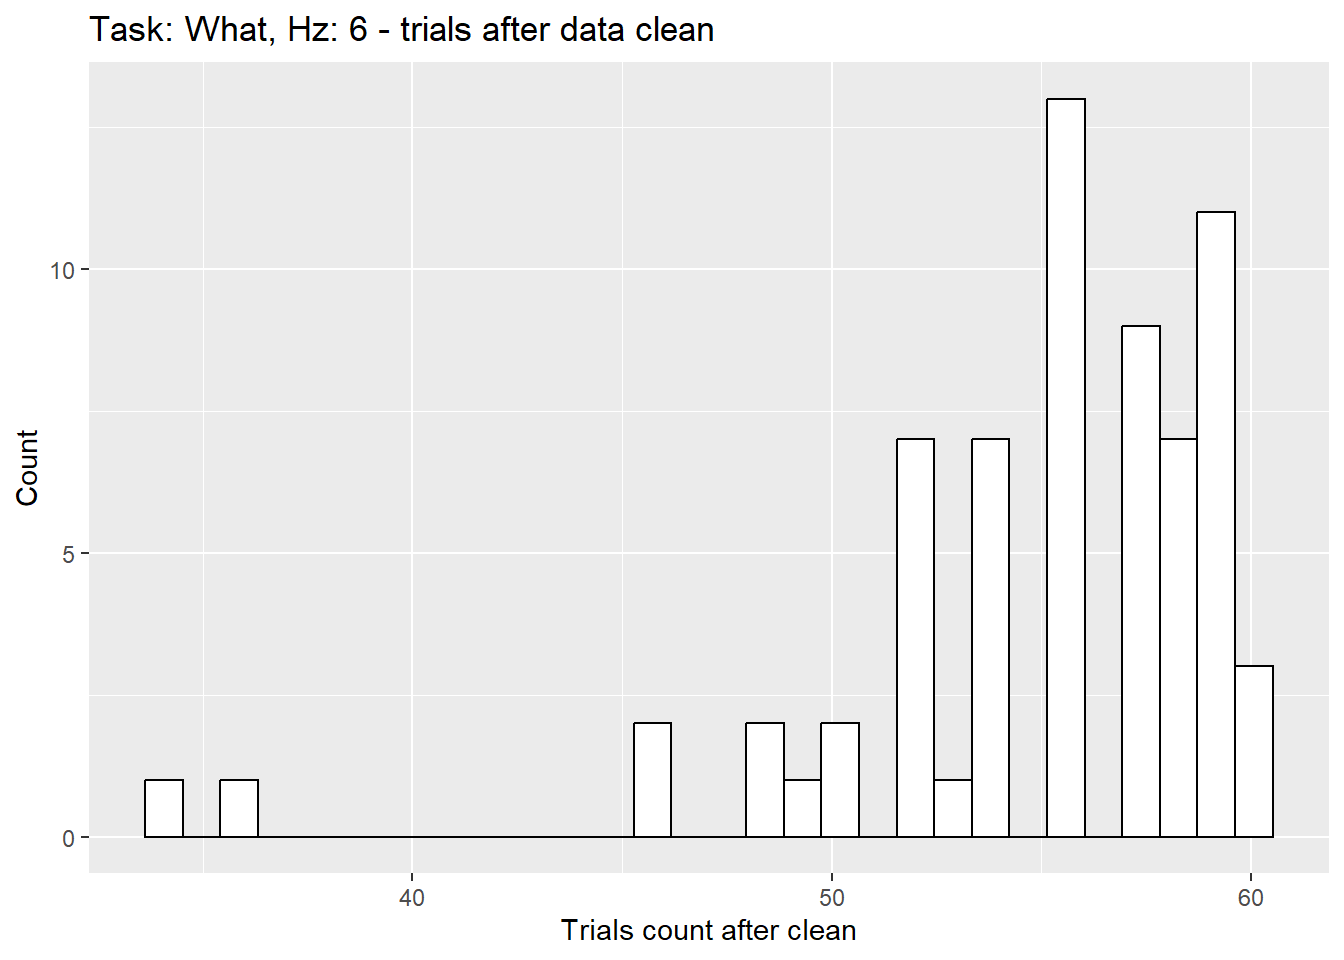 Task: What, Hz: 6 - trials after data clean
Count
10
5
0
40 50 60
Trials count after clean